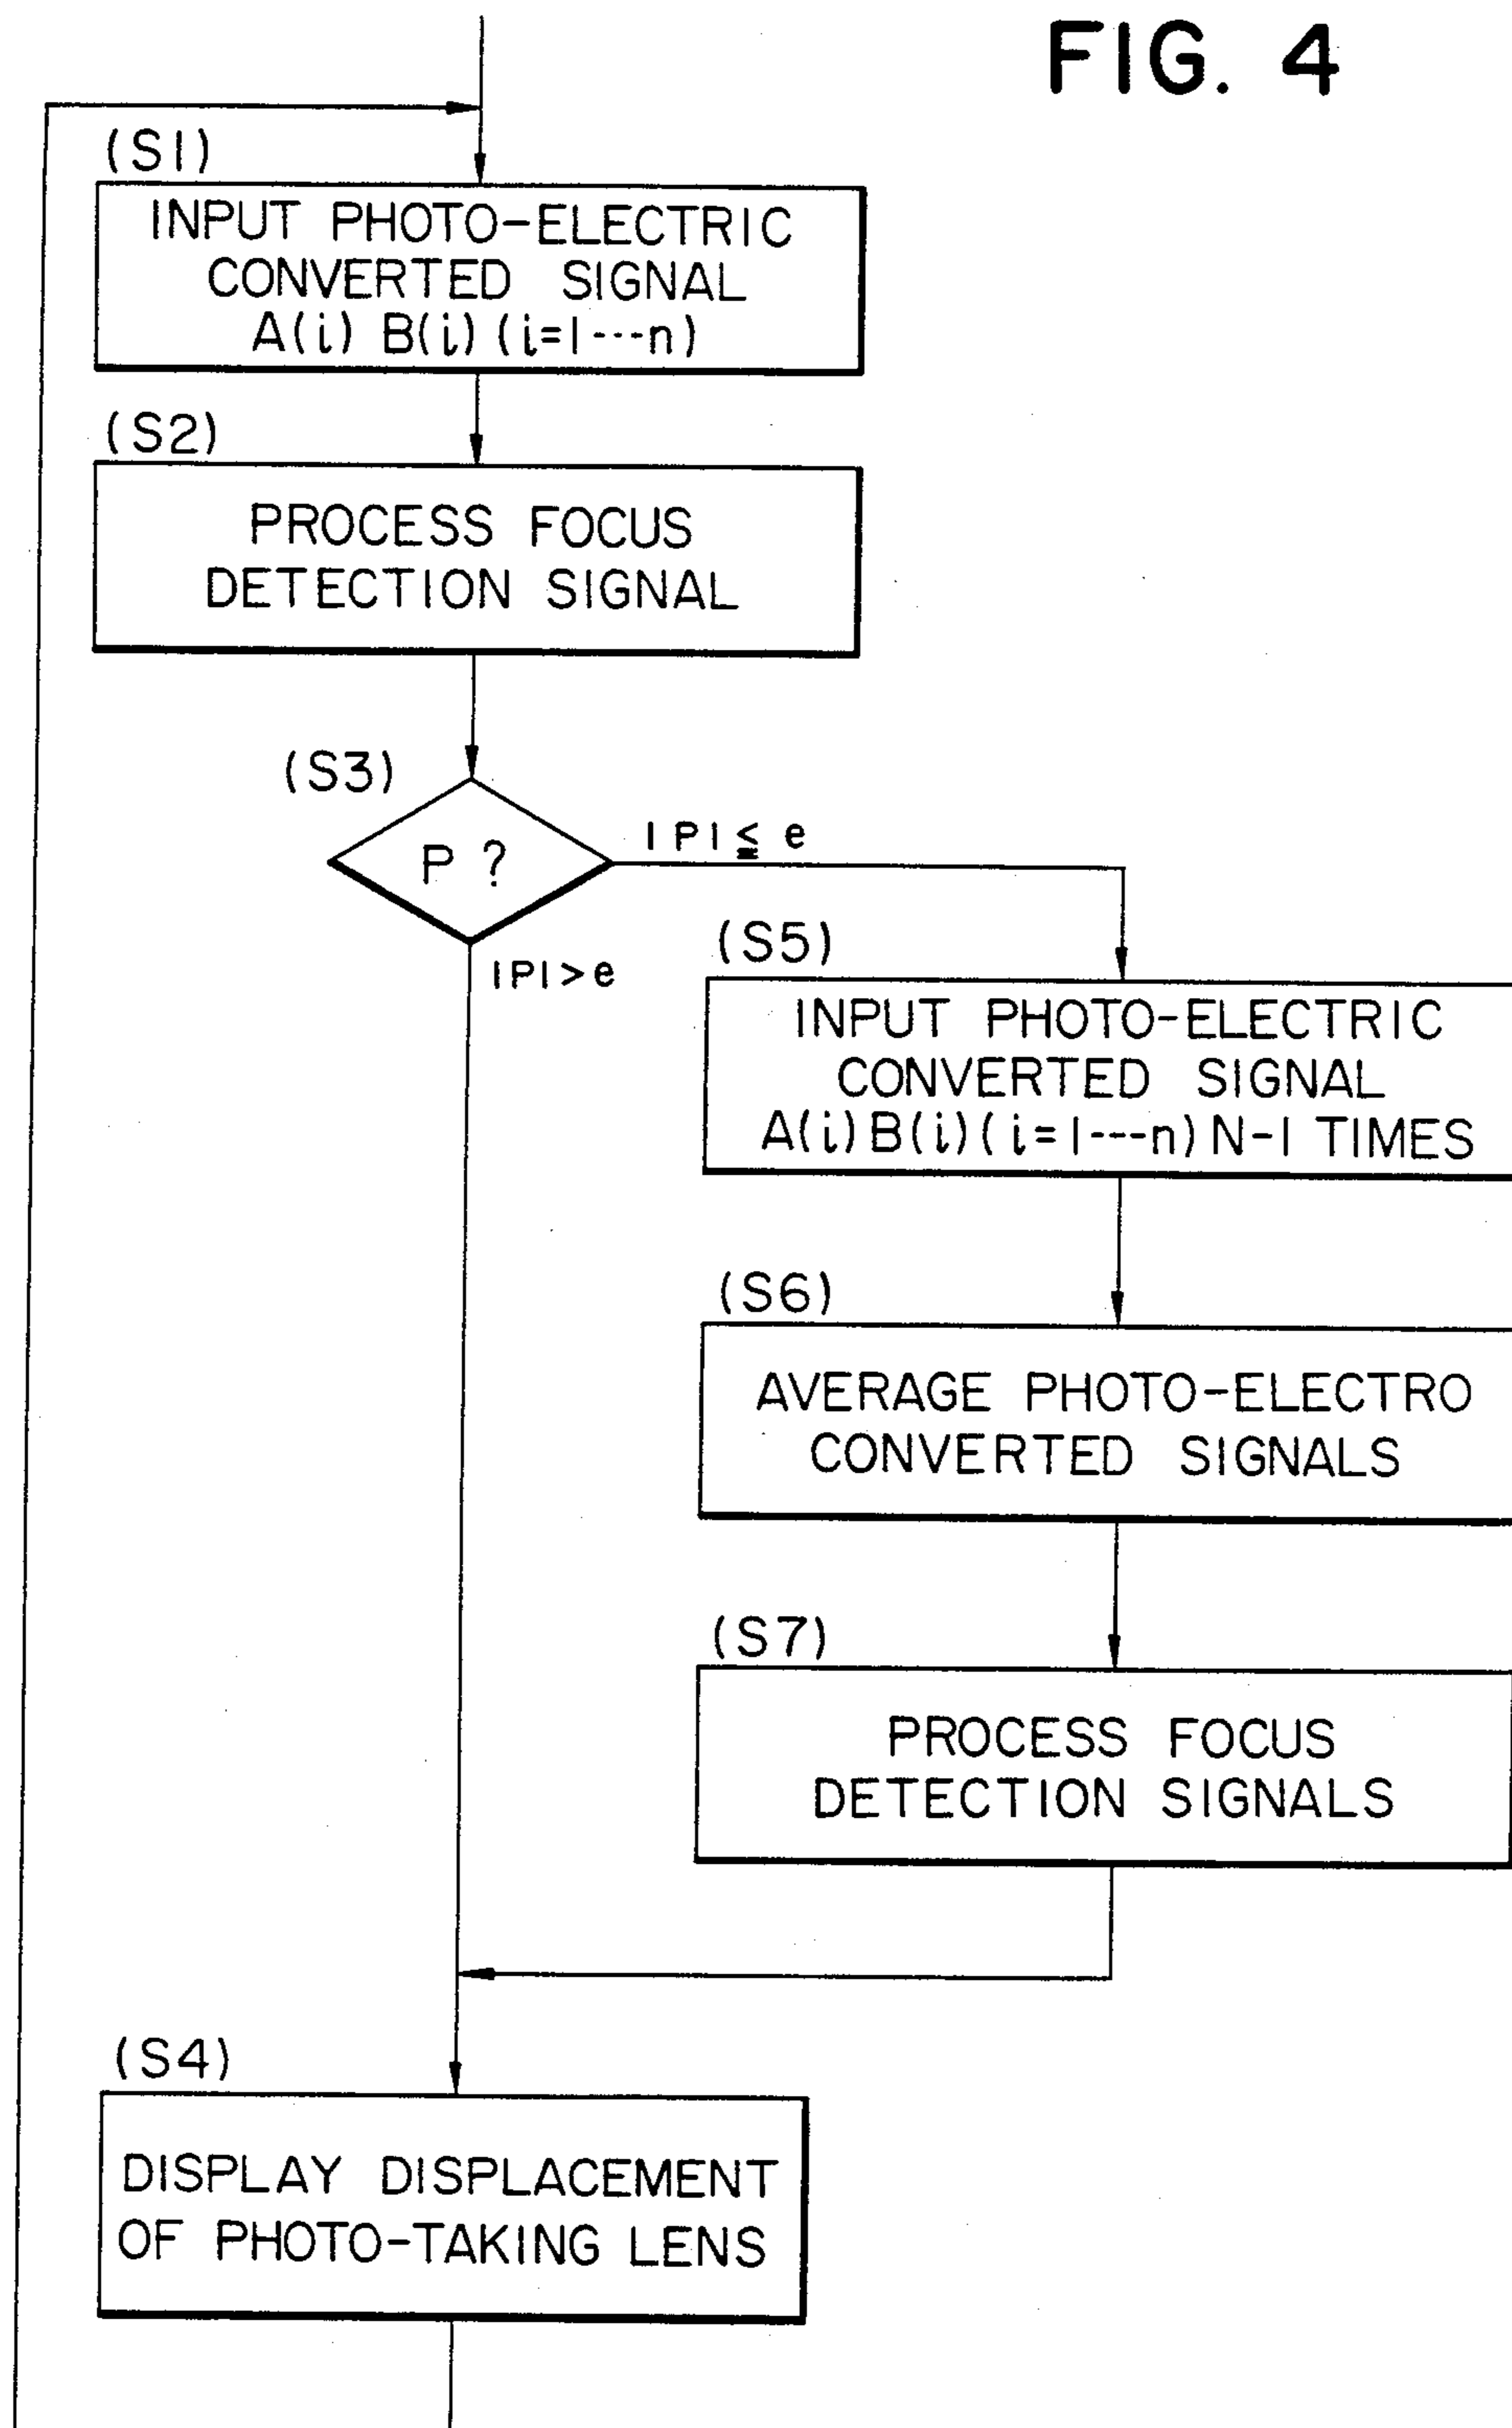 FIG. 4
(S1)
INPUT PHOTO-ELECTRIC
CONVERTED SIGNAL
A(i) B(i) (i=1---n)
(S2)
PROCESS FOCUS
DETECTION SIGNAL
(S3)
P ?
|P| ≦ e
|P|>e
(S5)
INPUT PHOTO-ELECTRIC
CONVERTED SIGNAL
A(i) B(i) (i=1---n) N-1 TIMES
(S6)
AVERAGE PHOTO-ELECTRO
CONVERTED SIGNALS
(S7)
PROCESS FOCUS
DETECTION SIGNALS
(S4)
DISPLAY DISPLACEMENT
OF PHOTO-TAKING LENS